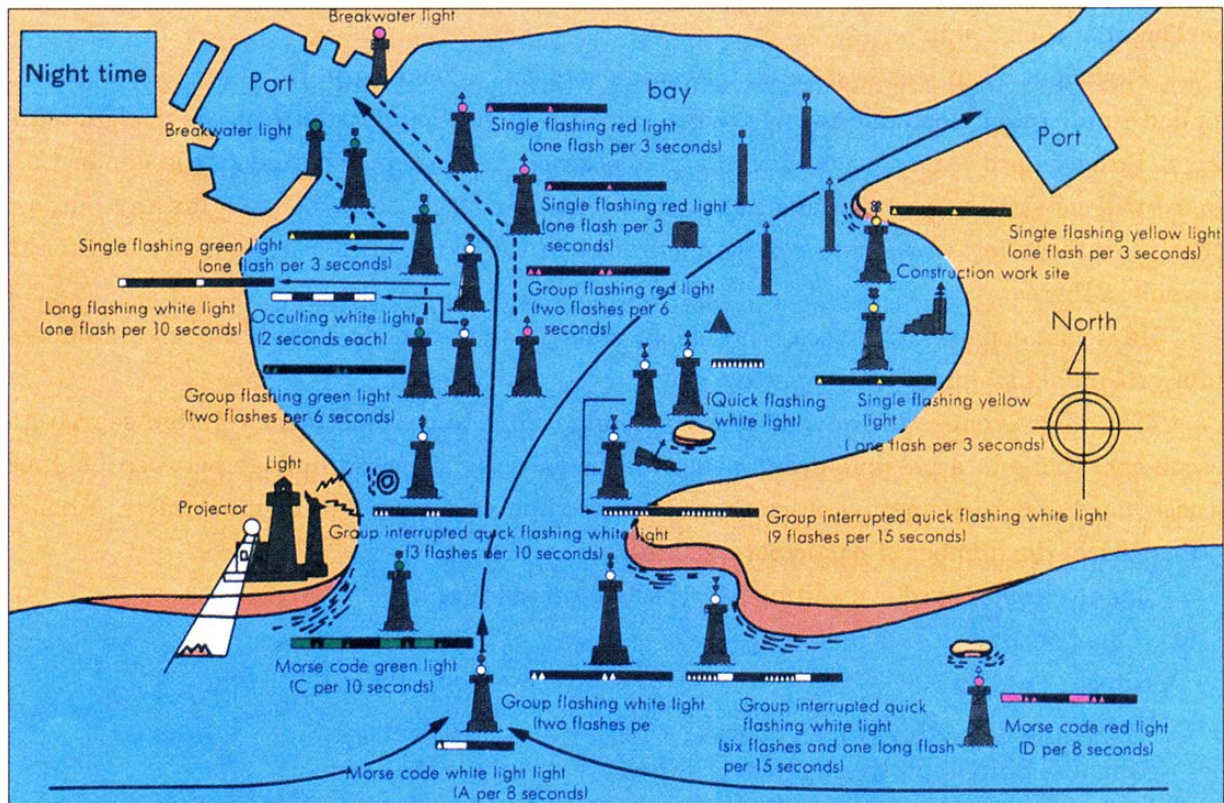 Breakwater light
Night time
Port
bay
Breakwater light
Single flashing red light
(one flash per 3 seconds)
Port
Single flashing red light
(one flash per 3
seconds)
Single flashing green light
(one flash per 3 seconds)
Singte flashing yellow light
(one flash per 3 seconds)
Construction work site
Long flashing white light
(one flash per 10 seconds)
Occulting white light
(2 seconds each)
Group flashing red light
(two flashes per 6
seconds)
North
Group flashing green light
(two flashes per 6 seconds)
(Quick flashing
white light)
Single flashing yellow
light
( one flash per 3 seconds)
Light
Projector
Group interrupted quick flashing white light
(3 flashes per 10 seconds)
Group interrupted quick flashing white light
(9 flashes per 15 seconds)
Morse code green light
(C per 10 seconds)
Group flashing white light
(two flashes pe
Group interrupted quick
flashing white light
(six flashes and one long flash
per 15 seconds)
Morse code red light
(D per 8 seconds)
Morse code white light light
(A per 8 seconds)